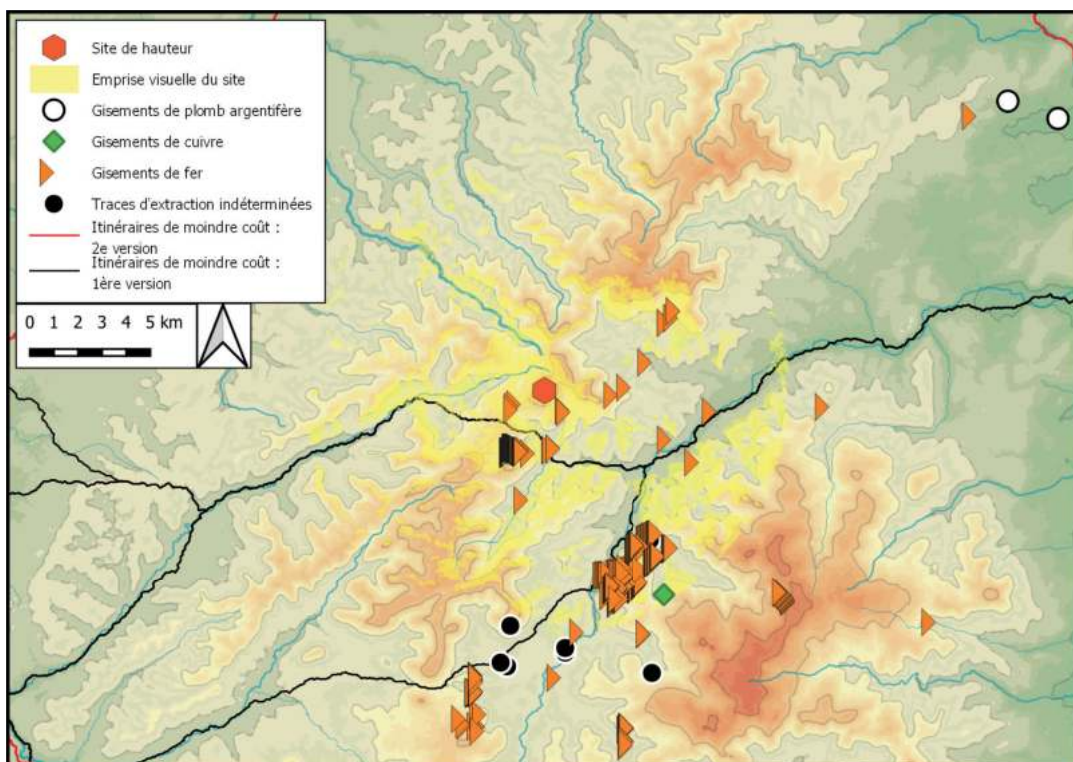 Site de hauteur
Emprise visuelle du site
Gisements de plomb argentifère
Gisements de cuivre
Gisements de fer
Traces d'extraction indéterminées
Itinéraires de moindre coût :
2e version
Itinéraires de moindre coût :
1ère version
0 1 2 3 4 5 km